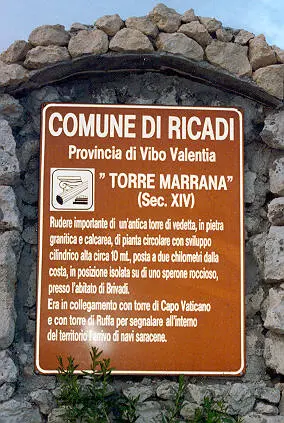 COMUNE DI RICADI
Provincia di Vibo Valentia
" TORRE MARRANA"
(Sec. XIV)
Rudere importante di un'antica torre di vedetta, in pietra
granitica e calcarea, di pianta circolare con sviluppo
cilindrico alta circa 10 mL, posta a due chilometri dalla
costa, in posizione isolata su di uno sperone roccioso,
presso l'abitato di Brivadi.
Era in collegamento con torre di Capo Vaticano
e con torre di Ruffa per segnalare all'interno
del territorio l'arrivo di navi saracene.